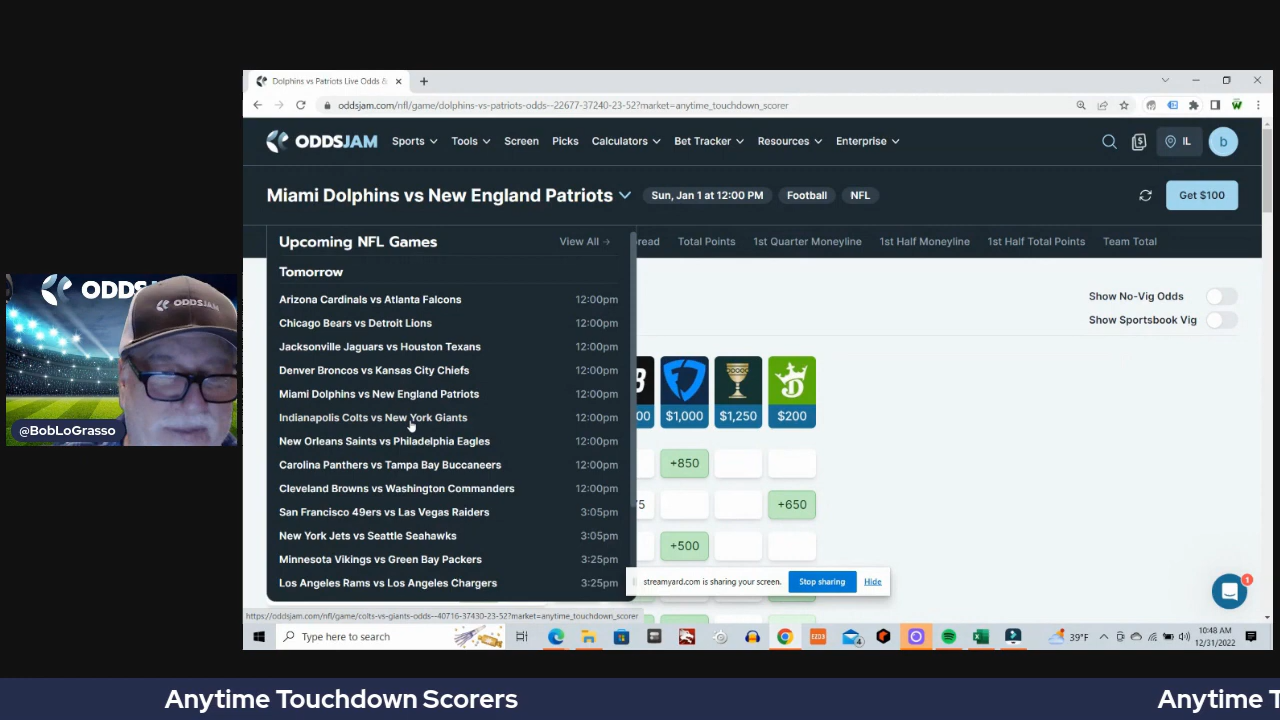 Dolphins vs Patriots Live Odds &
oddsjam.com/nfl/game/dolphins-vs-patriots-odds--22677-37240-23-52?market=anytime_touchdown_scorer
ODDSJAM Sports Tools Screen Picks Calculators Bet Tracker Resources Enterprise IL b
Miami Dolphins vs New England Patriots Sun, Jan 1 at 12:00 PM Football NFL Get $100
Upcoming NFL Games View All → read Total Points 1st Quarter Moneyline 1st Half Moneyline 1st Half Total Points Team Total
Tomorrow
Arizona Cardinals vs Atlanta Falcons 12:00pm
Show No-Vig Odds
Chicago Bears vs Detroit Lions 12:00pm
Show Sportsbook Vig
Jacksonville Jaguars vs Houston Texans 12:00pm
Denver Broncos vs Kansas City Chiefs 12:00pm
Miami Dolphins vs New England Patriots 12:00pm
Indianapolis Colts vs New York Giants 12:00pm
00 $1,000 $1,250 $200
New Orleans Saints vs Philadelphia Eagles 12:00pm
Carolina Panthers vs Tampa Bay Buccaneers 12:00pm
+850
Cleveland Browns vs Washington Commanders 12:00pm
San Francisco 49ers vs Las Vegas Raiders 3:05pm
5 +650
New York Jets vs Seattle Seahawks 3:05pm
+500
Minnesota Vikings vs Green Bay Packers 3:25pm
Los Angeles Rams vs Los Angeles Chargers 3:25pm
streamyard.com is sharing your screen. Stop sharing Hide
1
https://oddsjam.com/nfl/game/colts-vs-giants-odds--40716-37430-23-52?market=anytime_touchdown_scorer
Type here to search
39°F
10:48 AM
12/31/2022
ODDS
ODDSJAM
@BobLoGrasso
Anytime Touchdown Scorers Anytime T